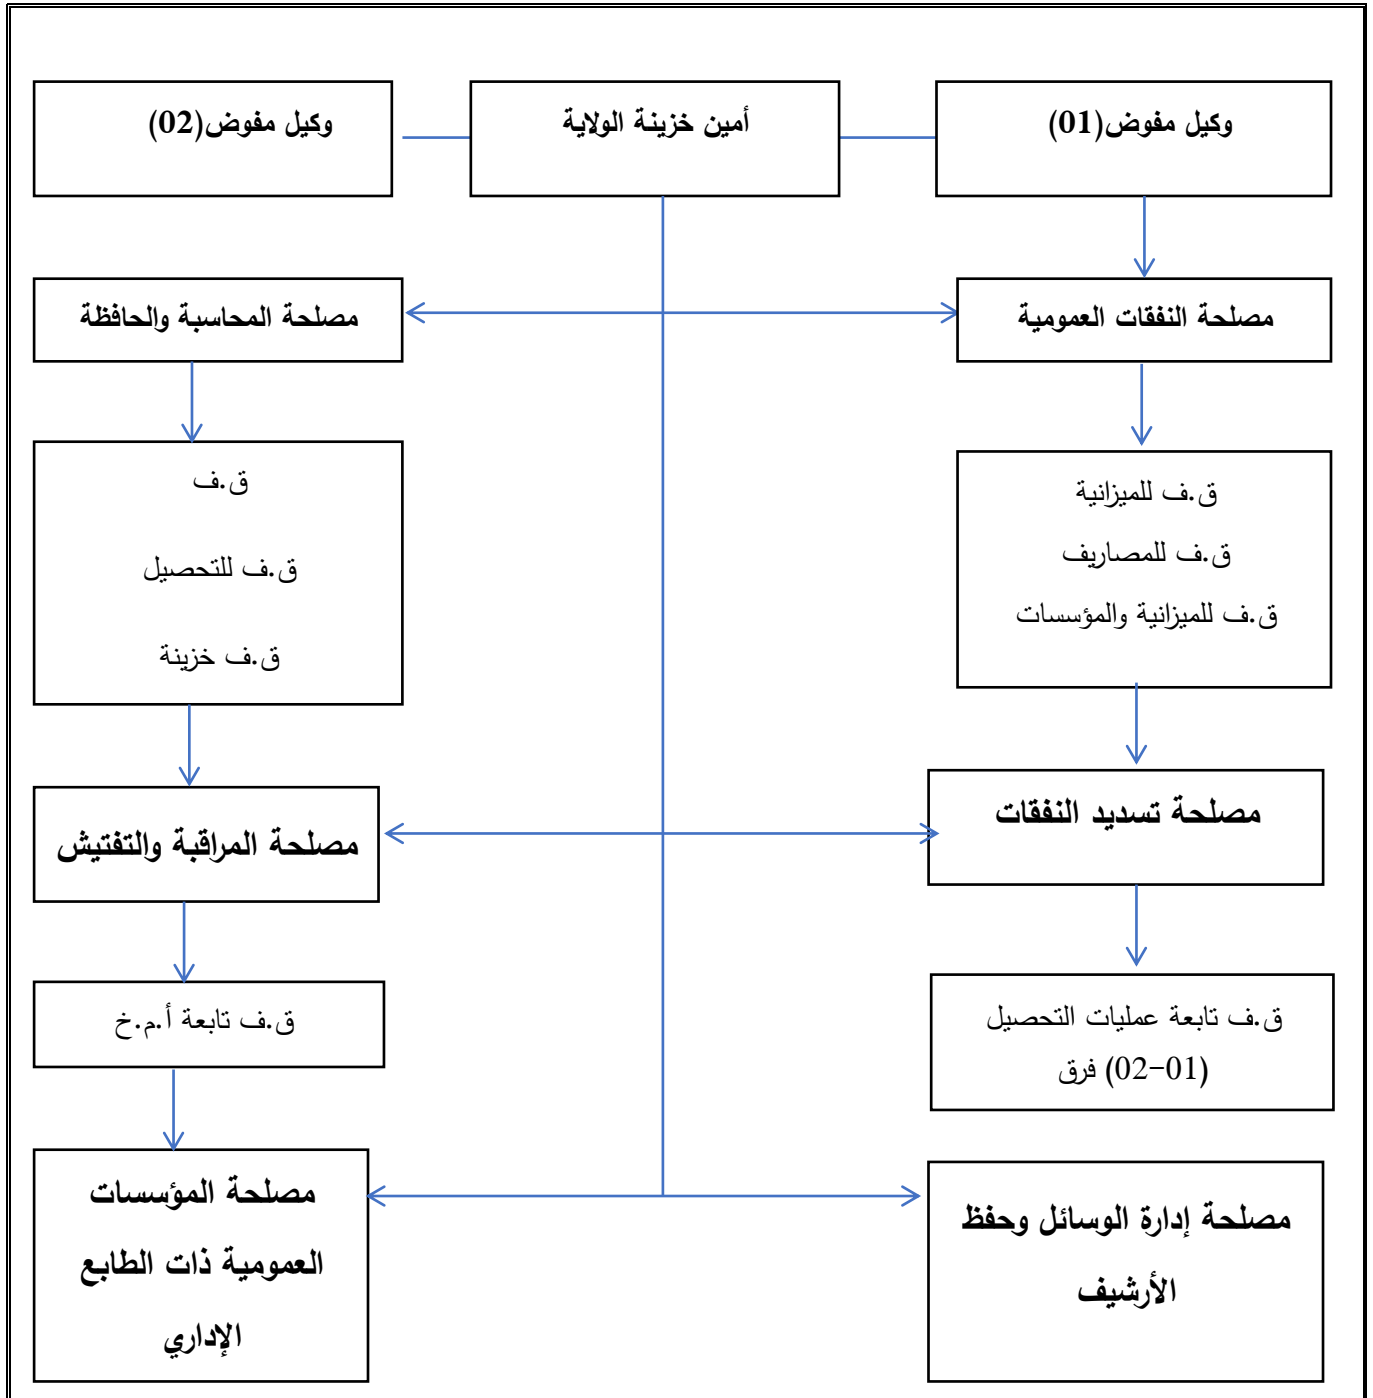 وكيل مفوض(01)
أمين خزينة الولاية
وكيل مفوض(02)
مصلحة النفقات العمومية
مصلحة المحاسبة والحافظة
ق.ف للميزانية
ق.ف للمصاريف
ق.ف للميزانية والمؤسسات
ق.ف
ق.ف للتحصيل
ق.ف خزينة
مصلحة تسديد النفقات
مصلحة المراقبة والتفتيش
ق.ف تابعة عمليات التحصيل
(01-02) فرق
ق.ف تابعة أ.م.خ
مصلحة إدارة الوسائل وحفظ
الأرشيف
مصلحة المؤسسات
العمومية ذات الطابع
الإداري